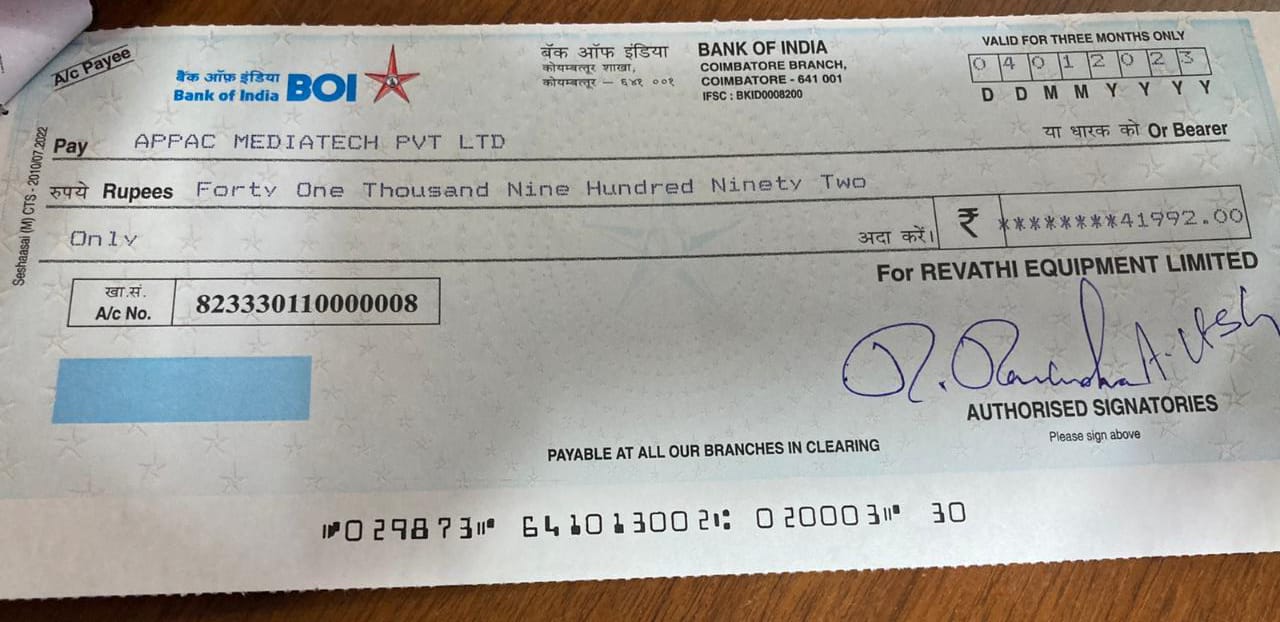 A/c Payee
बैंक ऑफ़ इंडिया
Bank of India BOI
बैंक ऑफ इंडिया
कोयम्बत्तूर शाखा,
कोयम्बत्तूर – ६४१ ००१
BANK OF INDIA
COIMBATORE BRANCH,
COIMBATORE - 641 001
IFSC : BKID0008200
VALID FOR THREE MONTHS ONLY
0 4 0 1 2 0 2 3
D D M M Y Y Y Y
Pay APPAC MEDIATECH PVT LTD
या धारक को Or Bearer
रुपये Rupees Forty One Thousand Nine Hundred Ninety Two
Only
अदा करें। ₹ ********41992.00
For REVATHI EQUIPMENT LIMITED
खा.सं.
A/c No. 823330110000008
AUTHORISED SIGNATORIES
Please sign above
PAYABLE AT ALL OUR BRANCHES IN CLEARING
⑈029873⑈ 641013002⑆ 020003⑈ 30
Seshaasai (M) CTS - 2010/07.2022